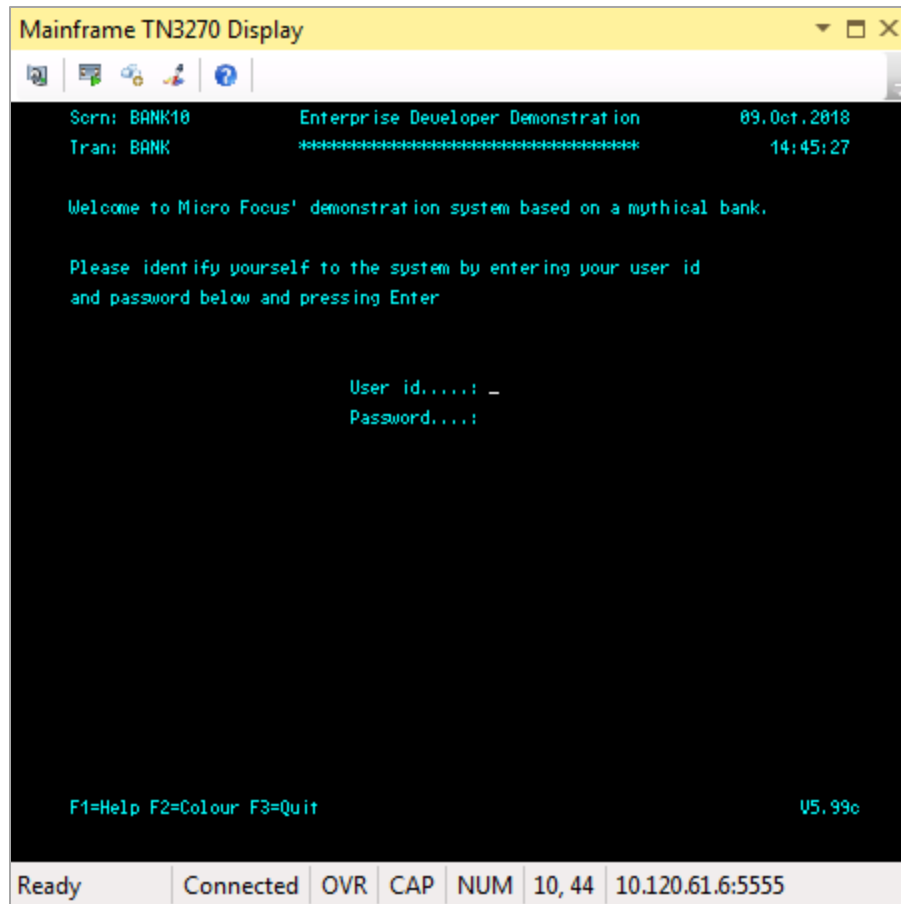 Mainframe TN3270 Display
Scrn: BANK10 Enterprise Developer Demonstration 09.Oct.2018
Tran: BANK ************************************ 14:45:27
Welcome to Micro Focus' demonstration system based on a mythical bank.
Please identify yourself to the system by entering your user id
and password below and pressing Enter
User id.....: _
Password....:
F1=Help F2=Colour F3=Quit V5.99c
Ready Connected OVR CAP NUM 10, 44 10.120.61.6:5555